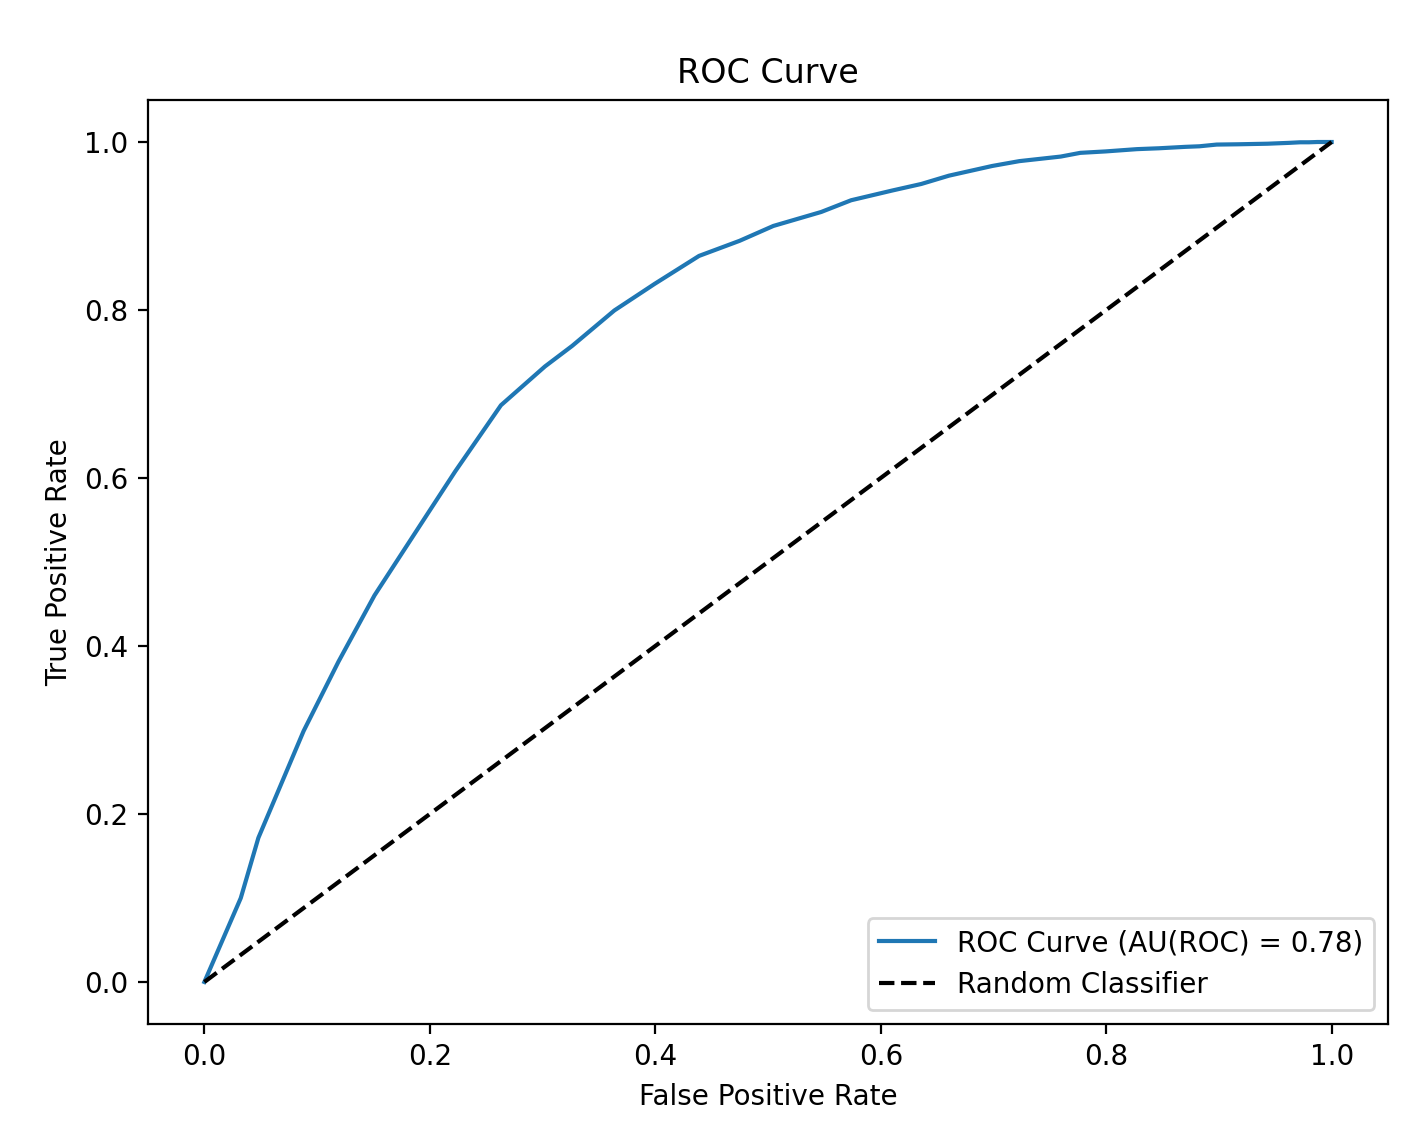 ROC Curve
1.0
0.8
0.6
0.4
0.2
0.0
True Positive Rate
0.0 0.2 0.4 0.6 0.8 1.0
False Positive Rate
ROC Curve (AU(ROC) = 0.78)
Random Classifier